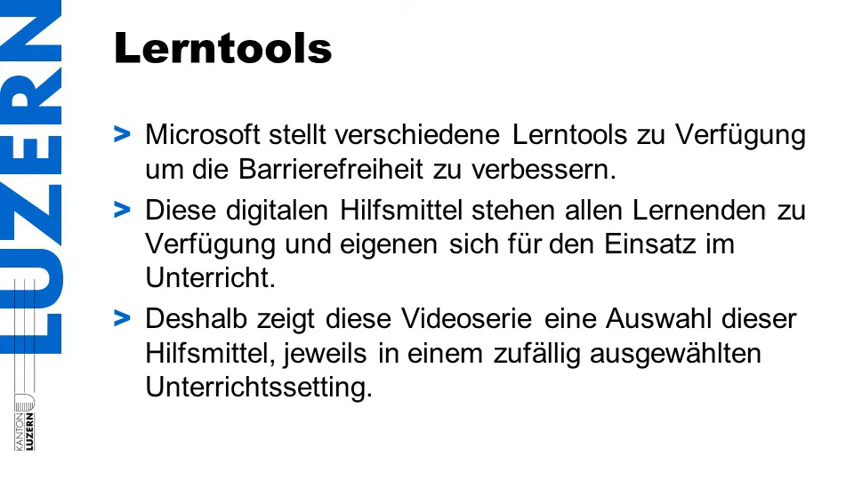 LUZERN
Lerntools
> Microsoft stellt verschiedene Lerntools zu Verfügung
um die Barrierefreiheit zu verbessern.
> Diese digitalen Hilfsmittel stehen allen Lernenden zu
Verfügung und eigenen sich für den Einsatz im
Unterricht.
> Deshalb zeigt diese Videoserie eine Auswahl dieser
Hilfsmittel, jeweils in einem zufällig ausgewählten
Unterrichtssetting.
KANTON
LUZERN